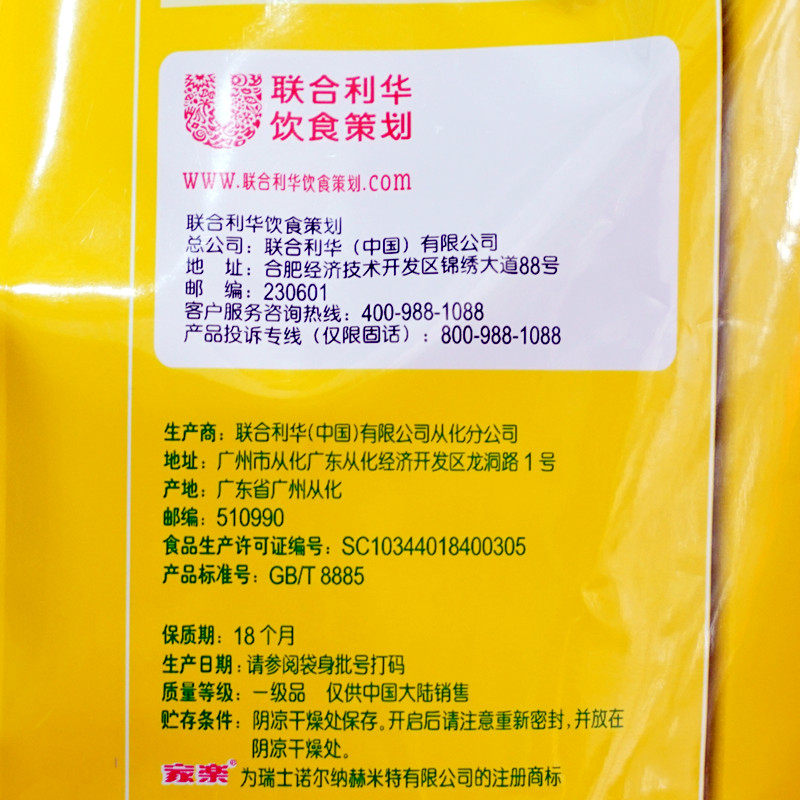 联合利华
饮食策划
www.联合利华饮食策划.com
联合利华饮食策划
总公司：联合利华（中国）有限公司
地　址：合肥经济技术开发区锦绣大道88号
邮　编：230601
客户服务咨询热线：400-988-1088
产品投诉专线（仅限固话）：800-988-1088
生产商：联合利华(中国)有限公司从化分公司
地址：广州市从化广东从化经济开发区龙洞路1号
产地：广东省广州从化
邮编：510990
食品生产许可证编号：SC10344018400305
产品标准号：GB/T 8885
保质期：18个月
生产日期：请参阅袋身批号打码
质量等级：一级品　仅供中国大陆销售
贮存条件：阴凉干燥处保存。开启后请注意重新密封，并放在
阴凉干燥处。
家樂® 为瑞士诺尔纳赫米特有限公司的注册商标